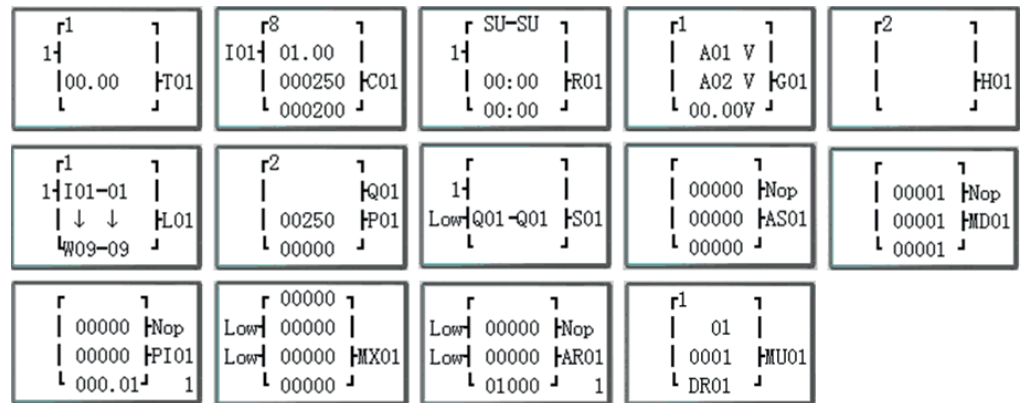 1
1
00.00 T01
8
I01 01.00
000250 C01
000200
SU-SU
1
00:00 R01
00:00
1
A01 V
A02 V G01
00.00V
2
H01
1
1 I01-01
↓ ↓ L01
W09-09
2
Q01
00250 P01
00000
1
Low Q01-Q01 S01
00000 Nop
00000 AS01
00000
00001 Nop
00001 MD01
00001
00000 Nop
00000 PI01
000.01 1
00000
Low 00000
Low 00000 MX01
00000
Low 00000 Nop
Low 00000 AR01
01000 1
1
01
0001 MU01
DR01